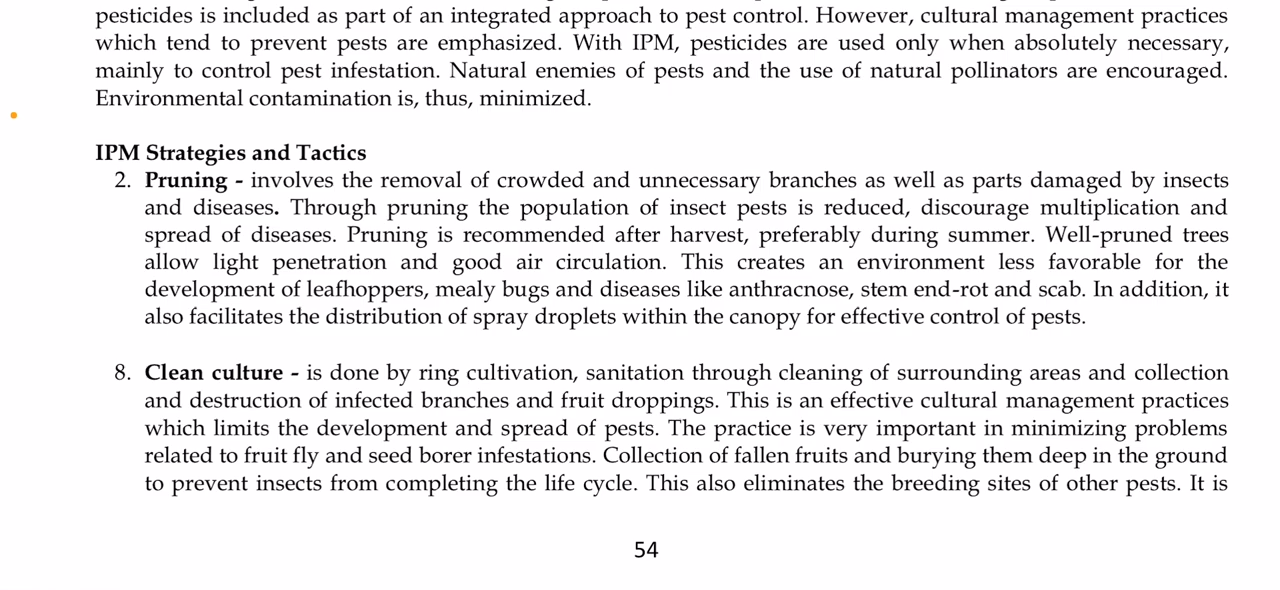 pesticides is included as part of an integrated approach to pest control. However, cultural management practices
which tend to prevent pests are emphasized. With IPM, pesticides are used only when absolutely necessary,
mainly to control pest infestation. Natural enemies of pests and the use of natural pollinators are encouraged.
Environmental contamination is, thus, minimized.
IPM Strategies and Tactics
2. Pruning - involves the removal of crowded and unnecessary branches as well as parts damaged by insects
and diseases. Through pruning the population of insect pests is reduced, discourage multiplication and
spread of diseases. Pruning is recommended after harvest, preferably during summer. Well-pruned trees
allow light penetration and good air circulation. This creates an environment less favorable for the
development of leafhoppers, mealy bugs and diseases like anthracnose, stem end-rot and scab. In addition, it
also facilitates the distribution of spray droplets within the canopy for effective control of pests.
8. Clean culture - is done by ring cultivation, sanitation through cleaning of surrounding areas and collection
and destruction of infected branches and fruit droppings. This is an effective cultural management practices
which limits the development and spread of pests. The practice is very important in minimizing problems
related to fruit fly and seed borer infestations. Collection of fallen fruits and burying them deep in the ground
to prevent insects from completing the life cycle. This also eliminates the breeding sites of other pests. It is
54